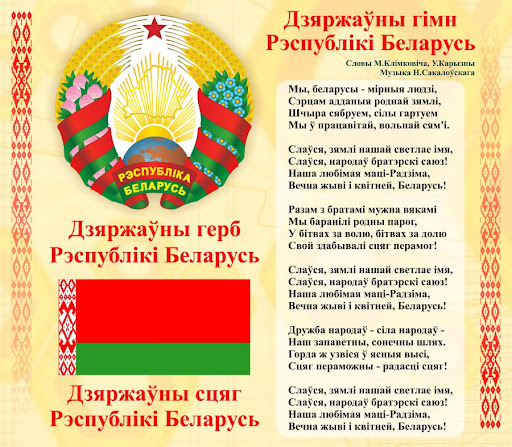 РЭСПУБЛІКА
БЕЛАРУСЬ
Дзяржаўны герб
Рэспублікі Беларусь
Дзяржаўны сцяг
Рэспублікі Беларусь
Дзяржаўны гімн
Рэспублікі Беларусь
Словы М.Клімковіча, У.Карызны
Музыка Н.Сакалоўскага
Мы, беларусы - мірныя людзі,
Сэрцам адданыя роднай зямлі,
Шчыра сябруем, сілы гартуем
Мы ў працавітай, вольнай сям'і.
Слаўся, зямлі нашай светлае імя,
Слаўся, народаў братэрскі саюз!
Наша любімая маці-Радзіма,
Вечна жыві і квітней, Беларусь!
Разам з братамі мужна вякамі
Мы баранілі родны парог,
У бітвах за волю, бітвах за долю
Свой здабывалі сцяг перамог!
Слаўся, зямлі нашай светлае імя,
Слаўся, народаў братэрскі саюз!
Наша любімая маці-Радзіма,
Вечна жыві і квітней, Беларусь!
Дружба народаў - сіла народаў -
Наш запаветны, сонечны шлях.
Горда ж узвіся ў ясныя высі,
Сцяг пераможны - радасці сцяг!
Слаўся, зямлі нашай светлае імя,
Слаўся, народаў братэрскі саюз!
Наша любімая маці-Радзіма,
Вечна жыві і квітней, Беларусь!